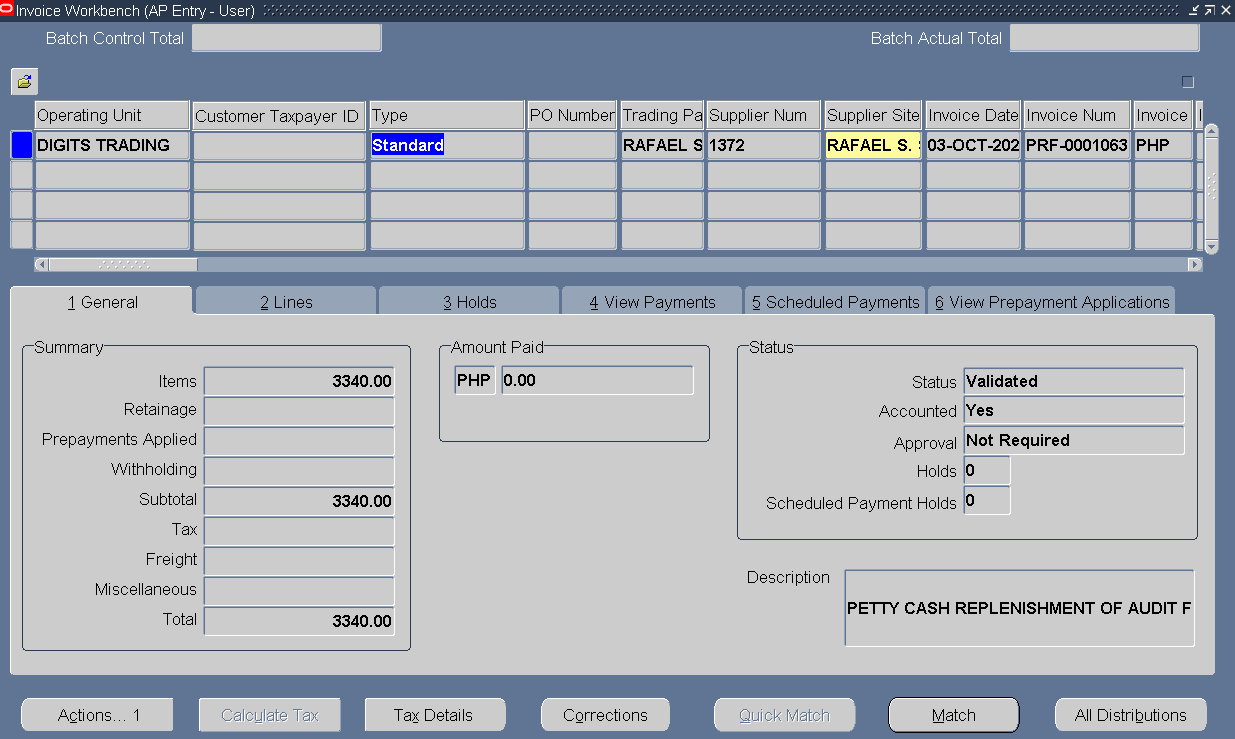 Invoice Workbench (AP Entry - User)
Batch Control Total
Batch Actual Total
Operating Unit Customer Taxpayer ID Type PO Number Trading Pa Supplier Num Supplier Site Invoice Date Invoice Num Invoice
DIGITS TRADING Standard RAFAEL S 1372 RAFAEL S. 03-OCT-202 PRF-0001063 PHP
1 General 2 Lines 3 Holds 4 View Payments 5 Scheduled Payments 6 View Prepayment Applications
Summary
Items 3340.00
Retainage
Prepayments Applied
Withholding
Subtotal 3340.00
Tax
Freight
Miscellaneous
Total 3340.00
Amount Paid
PHP 0.00
Status
Status Validated
Accounted Yes
Approval Not Required
Holds 0
Scheduled Payment Holds 0
Description PETTY CASH REPLENISHMENT OF AUDIT F
Actions... 1 Calculate Tax Tax Details Corrections Quick Match Match All Distributions